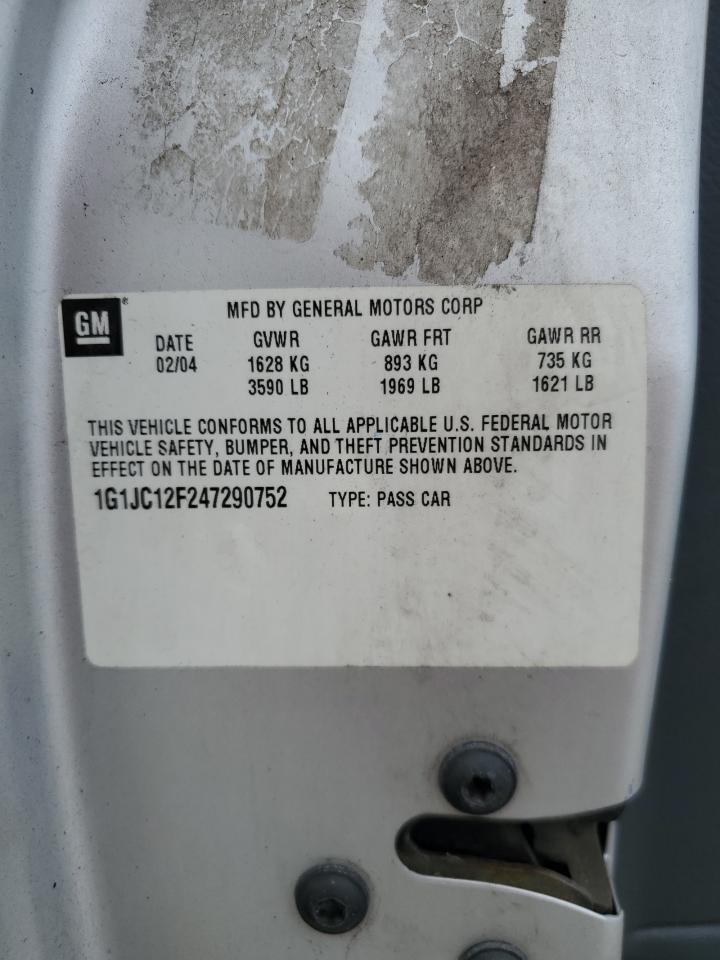 GM®
MFD BY GENERAL MOTORS CORP
DATE GVWR GAWR FRT GAWR RR
02/04 1628 KG 893 KG 735 KG
3590 LB 1969 LB 1621 LB
THIS VEHICLE CONFORMS TO ALL APPLICABLE U.S. FEDERAL MOTOR
VEHICLE SAFETY, BUMPER, AND THEFT PREVENTION STANDARDS IN
EFFECT ON THE DATE OF MANUFACTURE SHOWN ABOVE.
1G1JC12F247290752 TYPE: PASS CAR